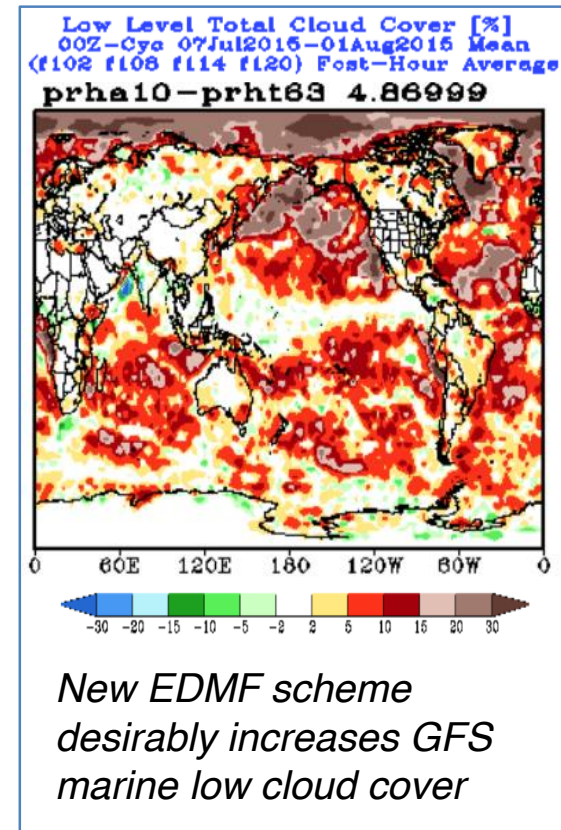 Low Level Total Cloud Cover [%]
00Z-Cyc 07Jul2015-01Aug2015 Mean
(f102 f108 f114 f120) Fcst-Hour Average
prha10-prht63 4.86999
0 60E 120E 180 120W 60W 0
-30 -20 -15 -10 -5 -2 2 5 10 15 20 30
New EDMF scheme
desirably increases GFS
marine low cloud cover